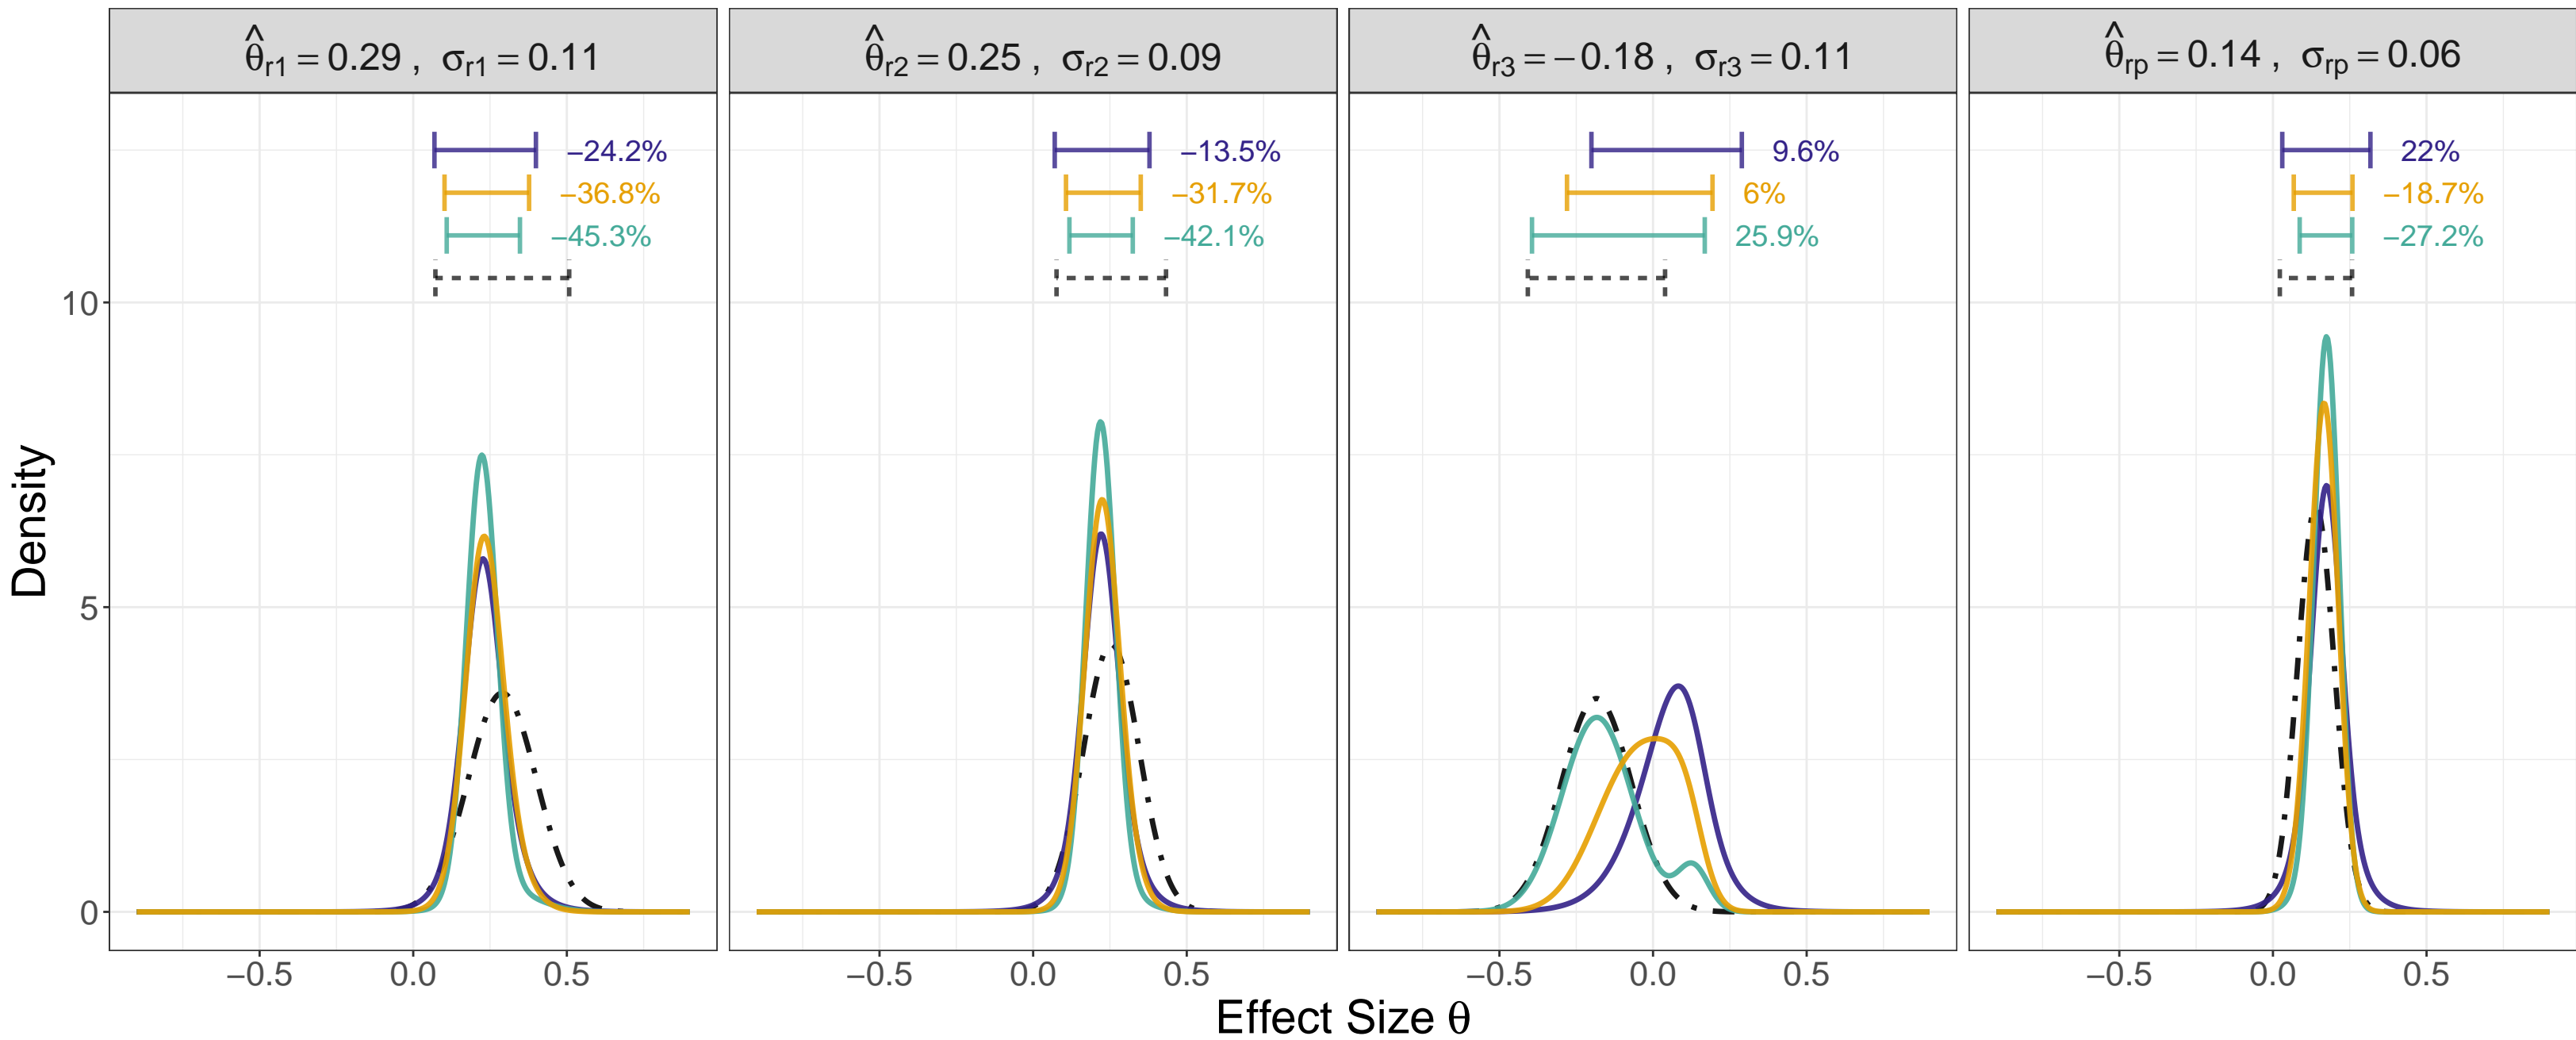 θ̂r1 = 0.29 , σr1 = 0.11
θ̂r2 = 0.25 , σr2 = 0.09
θ̂r3 = −0.18 , σr3 = 0.11
θ̂rp = 0.14 , σrp = 0.06
−24.2%
−36.8%
−45.3%
−13.5%
−31.7%
−42.1%
9.6%
6%
25.9%
22%
−18.7%
−27.2%
Density
10
5
0
−0.5 0.0 0.5
−0.5 0.0 0.5
−0.5 0.0 0.5
−0.5 0.0 0.5
Effect Size θ